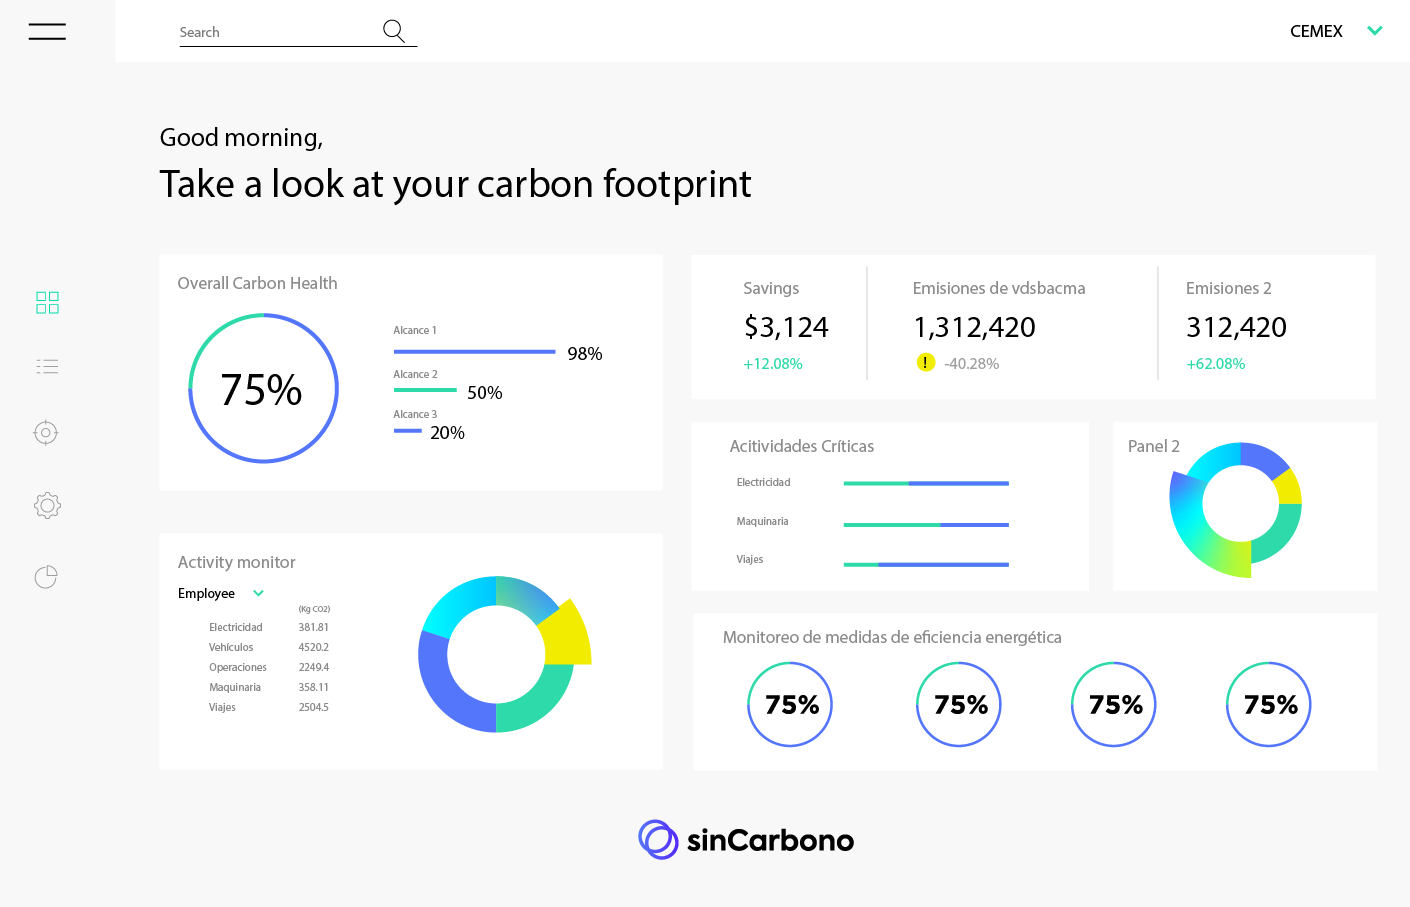 Search
CEMEX
Good morning,
Take a look at your carbon footprint
Overall Carbon Health
75%
Alcance 1
98%
Alcance 2
50%
Alcance 3
20%
Savings
$3,124
+12.08%
Emisiones de vdsbacma
1,312,420
! -40.28%
Emisiones 2
312,420
+62.08%
Acitividades Críticas
Electricidad
Maquinaria
Viajes
Panel 2
Activity monitor
Employee
(Kg CO2)
Electricidad 381.81
Vehículos 4520.2
Operaciones 2249.4
Maquinaria 358.11
Viajes 2504.5
Monitoreo de medidas de eficiencia energética
75% 75% 75% 75%
sinCarbono